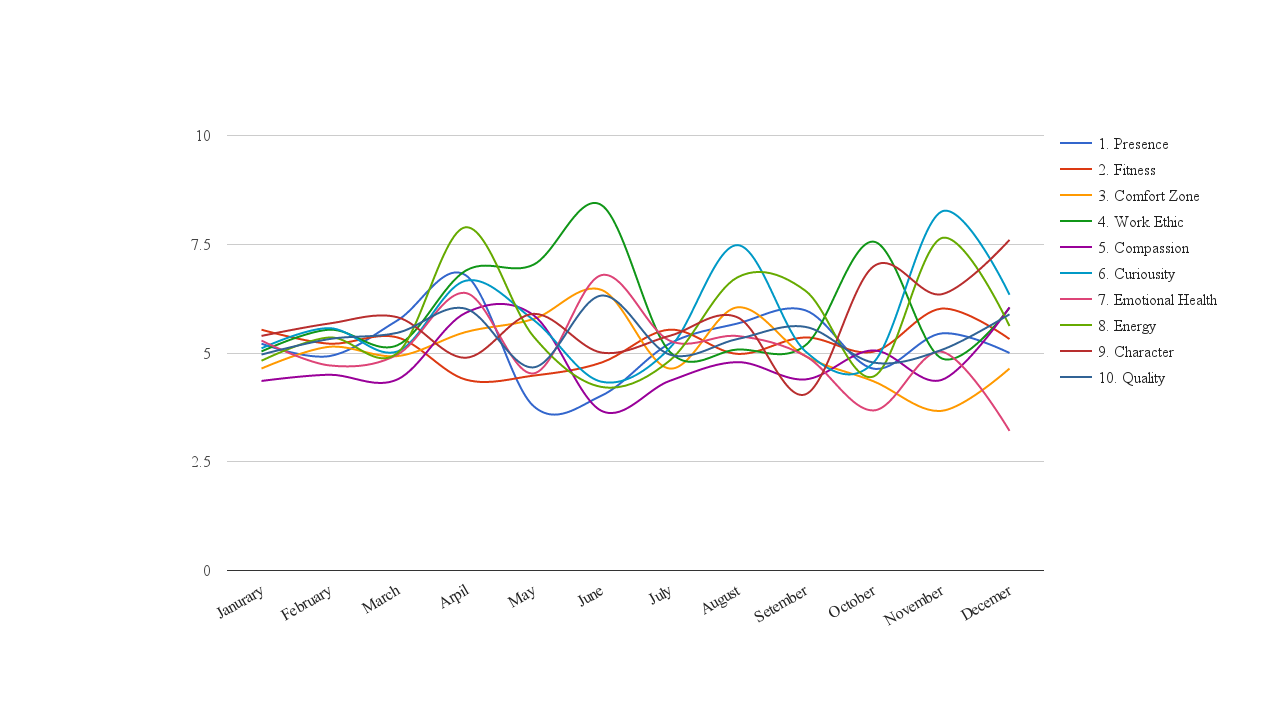 10
7.5
5
2.5
0
Janurary
February
March
Arpil
May
June
July
August
Setember
October
November
Decemer
1. Presence
2. Fitness
3. Comfort Zone
4. Work Ethic
5. Compassion
6. Curiousity
7. Emotional Health
8. Energy
9. Character
10. Quality